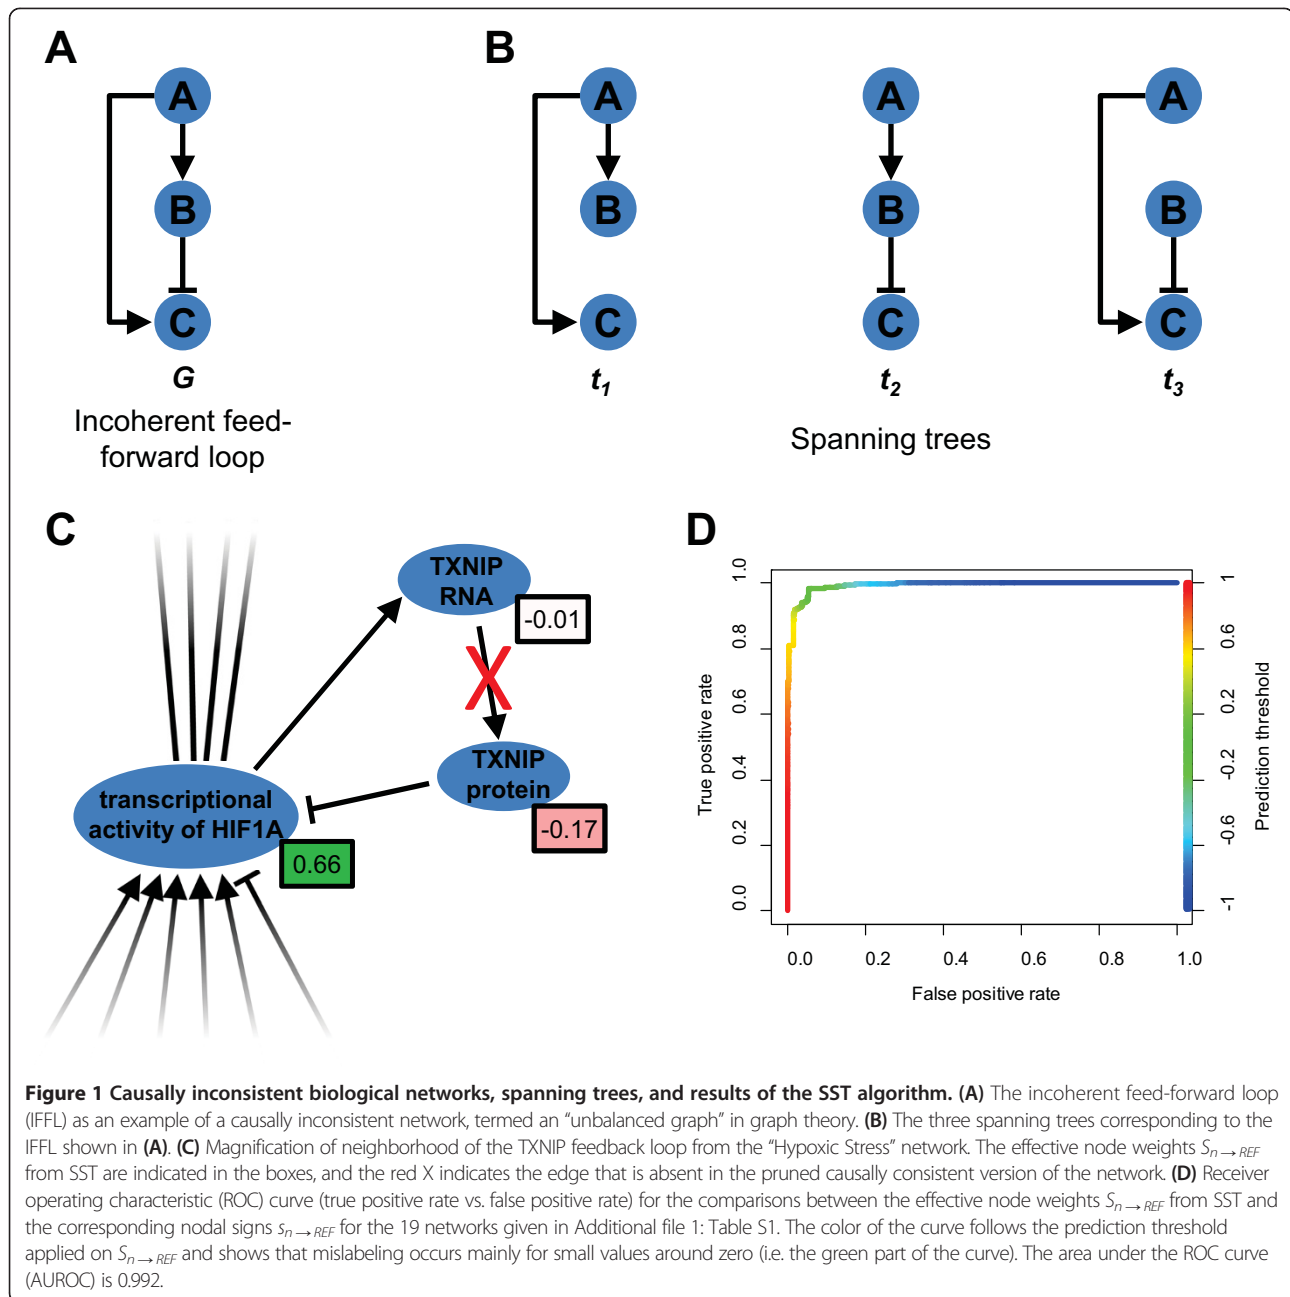 A
B
A
B
C
G
Incoherent feed-
forward loop
A
B
C
t1
A
B
C
t2
A
B
C
t3
Spanning trees
C
TXNIP
RNA
-0.01
TXNIP
protein
-0.17
transcriptional
activity of HIF1A
0.66
D
True positive rate
0.0 0.2 0.4 0.6 0.8 1.0
0.0 0.2 0.4 0.6 0.8 1.0
False positive rate
-1 -0.6 -0.2 0.2 0.6 1
Prediction threshold
Figure 1 Causally inconsistent biological networks, spanning trees, and results of the SST algorithm. (A) The incoherent feed-forward loop
(IFFL) as an example of a causally inconsistent network, termed an “unbalanced graph” in graph theory. (B) The three spanning trees corresponding to the
IFFL shown in (A). (C) Magnification of neighborhood of the TXNIP feedback loop from the “Hypoxic Stress” network. The effective node weights Sn→REF
from SST are indicated in the boxes, and the red X indicates the edge that is absent in the pruned causally consistent version of the network. (D) Receiver
operating characteristic (ROC) curve (true positive rate vs. false positive rate) for the comparisons between the effective node weights Sn→REF from SST and
the corresponding nodal signs sn→REF for the 19 networks given in Additional file 1: Table S1. The color of the curve follows the prediction threshold
applied on Sn→REF and shows that mislabeling occurs mainly for small values around zero (i.e. the green part of the curve). The area under the ROC curve
(AUROC) is 0.992.